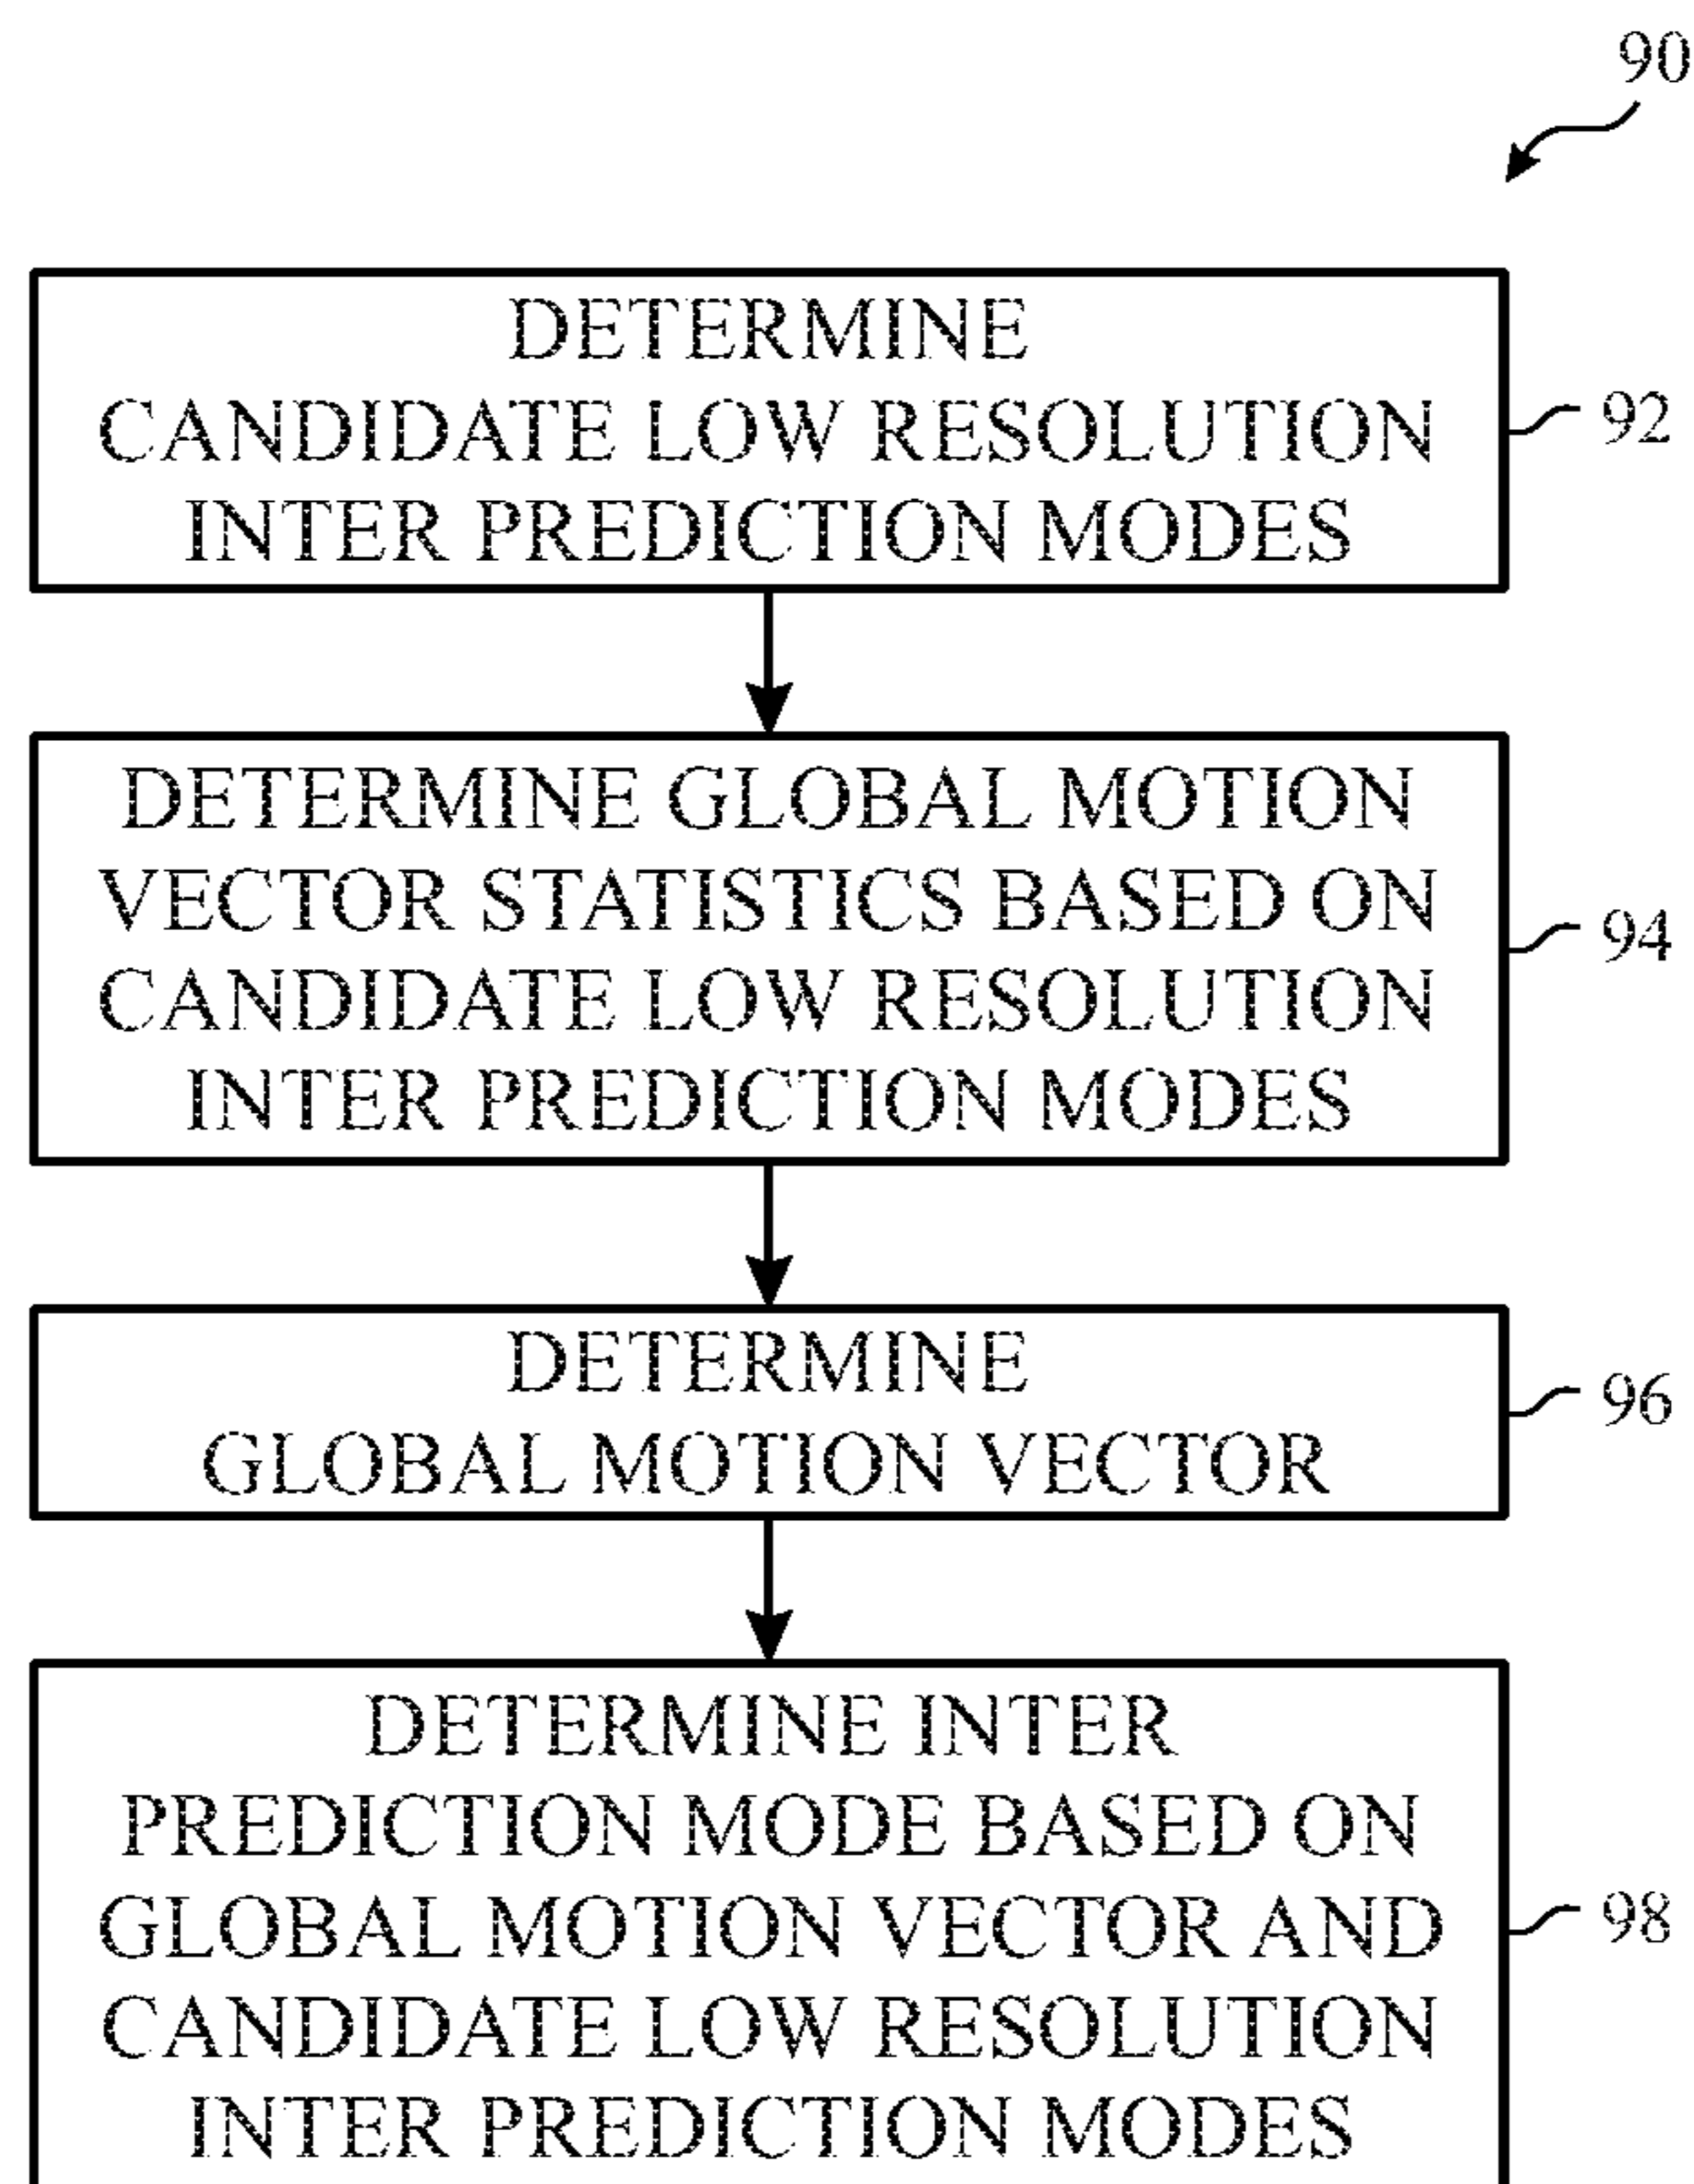 90
DETERMINE
CANDIDATE LOW RESOLUTION
INTER PREDICTION MODES
92
DETERMINE GLOBAL MOTION
VECTOR STATISTICS BASED ON
CANDIDATE LOW RESOLUTION
INTER PREDICTION MODES
94
DETERMINE
GLOBAL MOTION VECTOR
96
DETERMINE INTER
PREDICTION MODE BASED ON
GLOBAL MOTION VECTOR AND
CANDIDATE LOW RESOLUTION
INTER PREDICTION MODES
98